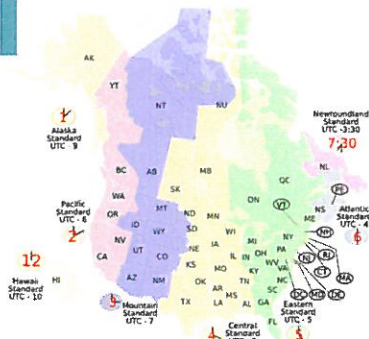 AK
YT
NT
NU
1
Alaska
Standard
UTC - 9
Newfoundland
Standard
UTC -3:30
7:30
NL
PE
BC
AB
SK
MB
ON
QC
VT
ME
NS
Atlantic
Standard
UTC - 4
6
Pacific
Standard
UTC - 8
2
WA
OR
NV
CA
MT
ID
WY
UT
CO
AZ
NM
ND
SD
NE
KS
OK
TX
MN
IA
MO
AR
LA
WI
IL
MS
MI
IN
KY
TN
AL
OH
WV
GA
PA
VA
NC
SC
FL
NY
NH
NJ
RI
CT
MA
DE
MD
DC
12
Hawaii
Standard
UTC - 10
HI
Mountain
Standard
UTC - 7
Central
Standard
Eastern
Standard
UTC - 5
5